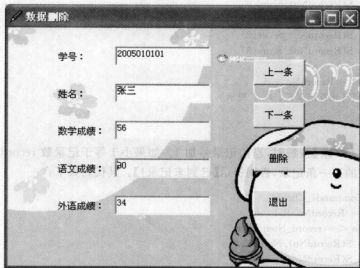 数据删除
学号： 2005010101
姓名： 张三
数学成绩： 56
语文成绩： 90
外语成绩： 34
上一条
下一条
删除
退出